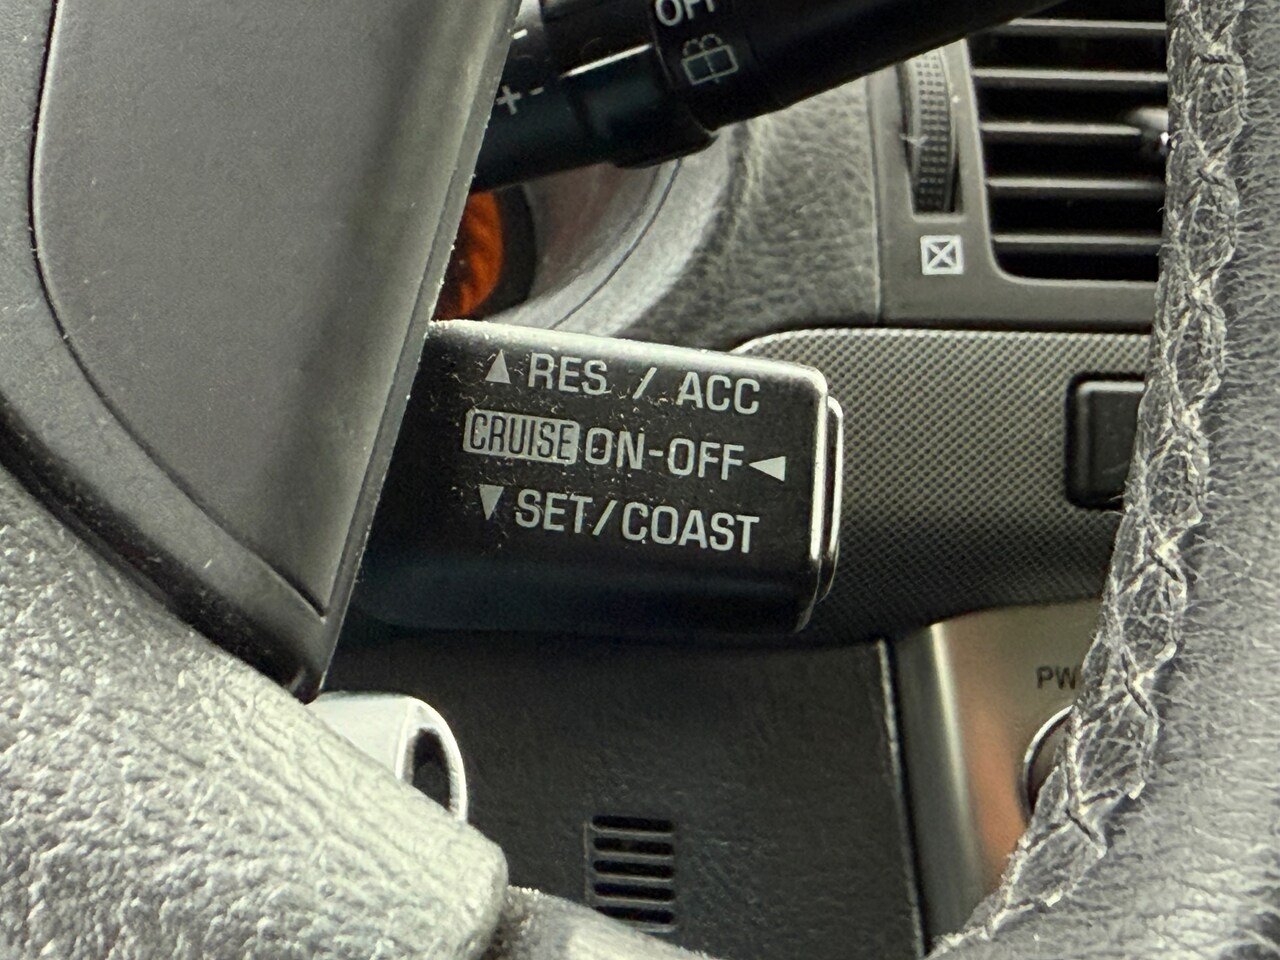 OFF
+ -
▲ RES / ACC
CRUISE ON-OFF ◄
▼ SET/COAST
PW